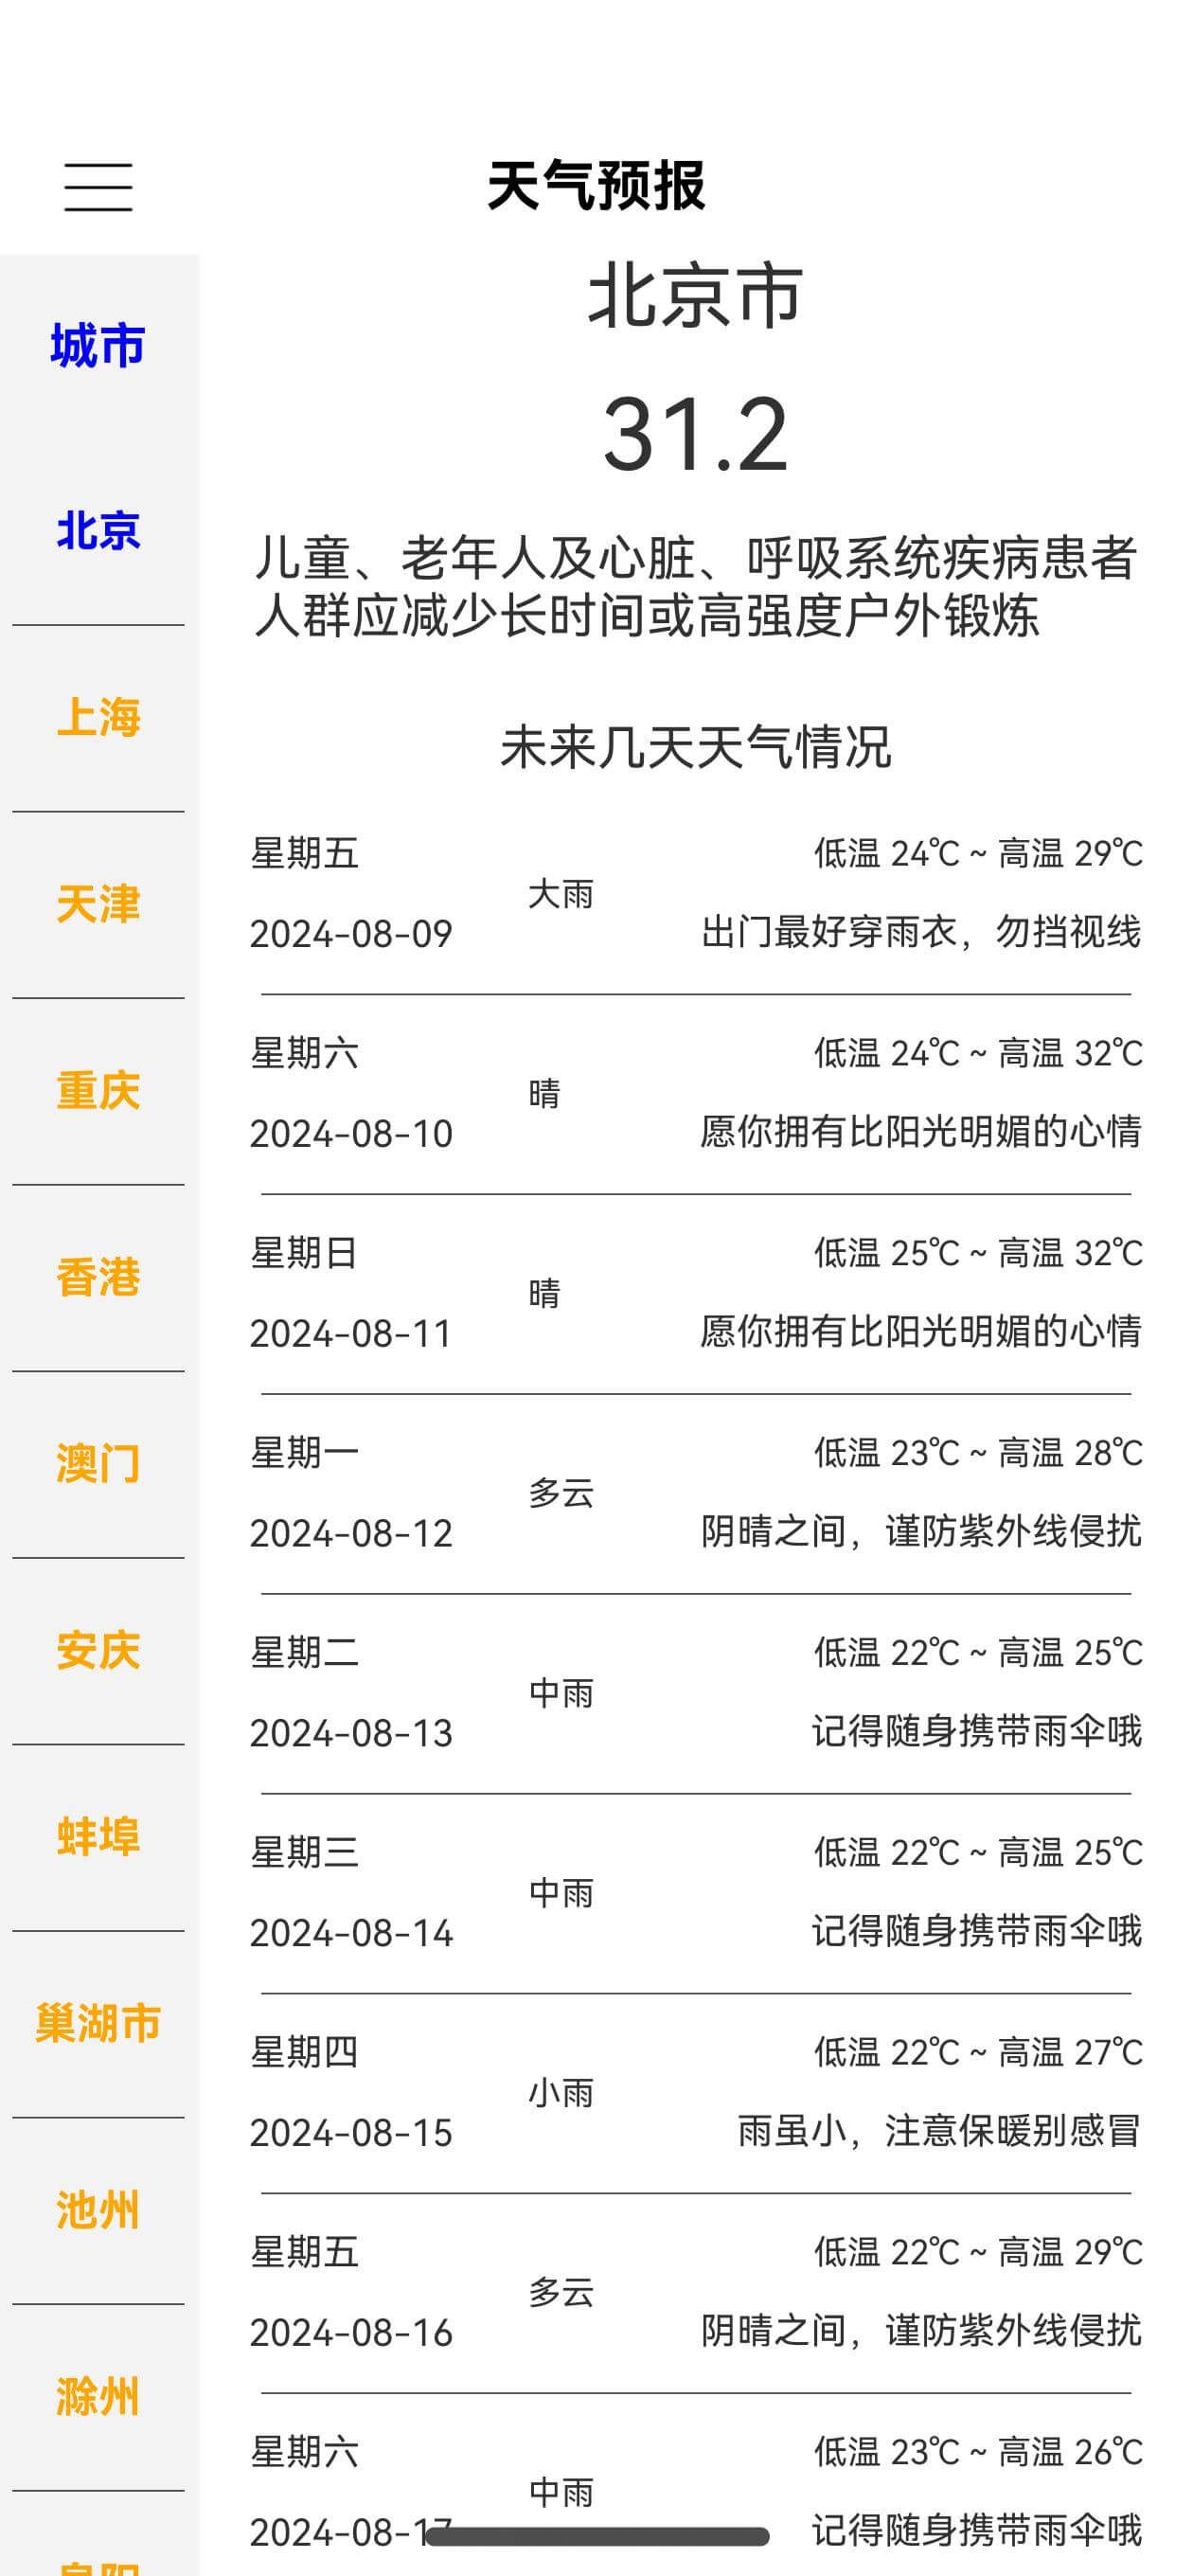 天气预报
城市
北京
上海
天津
重庆
香港
澳门
安庆
蚌埠
巢湖市
池州
滁州
北京市
31.2
儿童、老年人及心脏、呼吸系统疾病患者
人群应减少长时间或高强度户外锻炼
未来几天天气情况
星期五
2024-08-09
大雨
低温 24℃ ~ 高温 29℃
出门最好穿雨衣，勿挡视线
星期六
2024-08-10
晴
低温 24℃ ~ 高温 32℃
愿你拥有比阳光明媚的心情
星期日
2024-08-11
晴
低温 25℃ ~ 高温 32℃
愿你拥有比阳光明媚的心情
星期一
2024-08-12
多云
低温 23℃ ~ 高温 28℃
阴晴之间，谨防紫外线侵扰
星期二
2024-08-13
中雨
低温 22℃ ~ 高温 25℃
记得随身携带雨伞哦
星期三
2024-08-14
中雨
低温 22℃ ~ 高温 25℃
记得随身携带雨伞哦
星期四
2024-08-15
小雨
低温 22℃ ~ 高温 27℃
雨虽小，注意保暖别感冒
星期五
2024-08-16
多云
低温 22℃ ~ 高温 29℃
阴晴之间，谨防紫外线侵扰
星期六
2024-08-17
中雨
低温 23℃ ~ 高温 26℃
记得随身携带雨伞哦